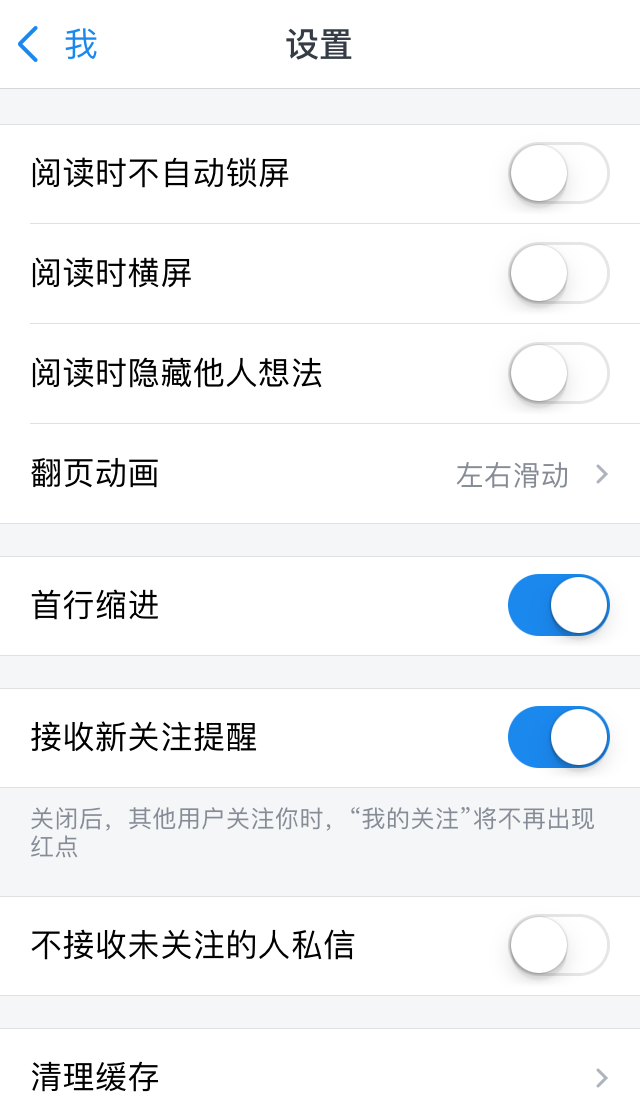 我
设置
阅读时不自动锁屏
阅读时横屏
阅读时隐藏他人想法
翻页动画
左右滑动
首行缩进
接收新关注提醒
关闭后，其他用户关注你时，“我的关注”将不再出现
红点
不接收未关注的人私信
清理缓存